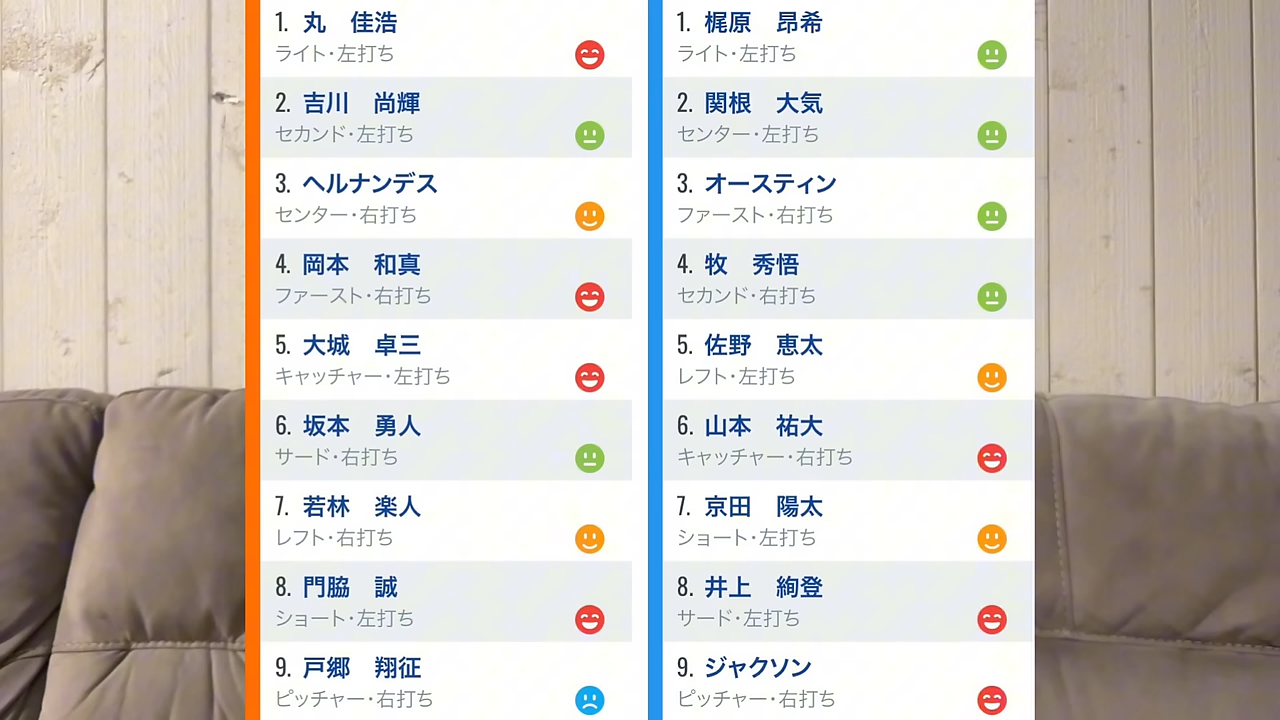 1. 丸 佳浩
ライト・左打ち
2. 吉川 尚輝
セカンド・左打ち
3. ヘルナンデス
センター・右打ち
4. 岡本 和真
ファースト・右打ち
5. 大城 卓三
キャッチャー・左打ち
6. 坂本 勇人
サード・右打ち
7. 若林 楽人
レフト・右打ち
8. 門脇 誠
ショート・左打ち
9. 戸郷 翔征
ピッチャー・右打ち
1. 梶原 昂希
ライト・左打ち
2. 関根 大気
センター・左打ち
3. オースティン
ファースト・右打ち
4. 牧 秀悟
セカンド・右打ち
5. 佐野 恵太
レフト・左打ち
6. 山本 祐大
キャッチャー・右打ち
7. 京田 陽太
ショート・左打ち
8. 井上 絢登
サード・左打ち
9. ジャクソン
ピッチャー・右打ち